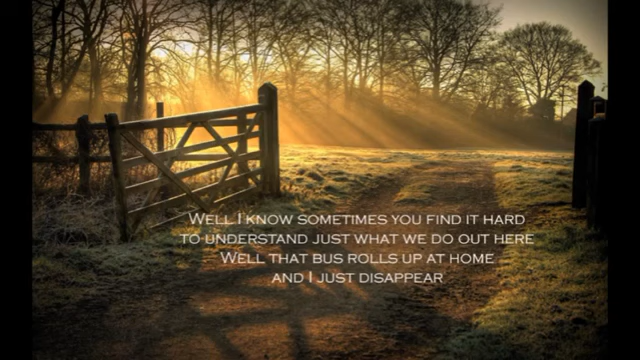 Well I know sometimes you find it hard
to understand just what we do out here
Well that bus rolls up at home
and I just disappear